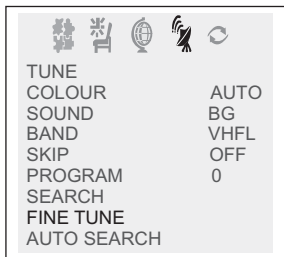 TUNE
COLOUR AUTO
SOUND BG
BAND VHFL
SKIP OFF
PROGRAM 0
SEARCH
FINE TUNE
AUTO SEARCH